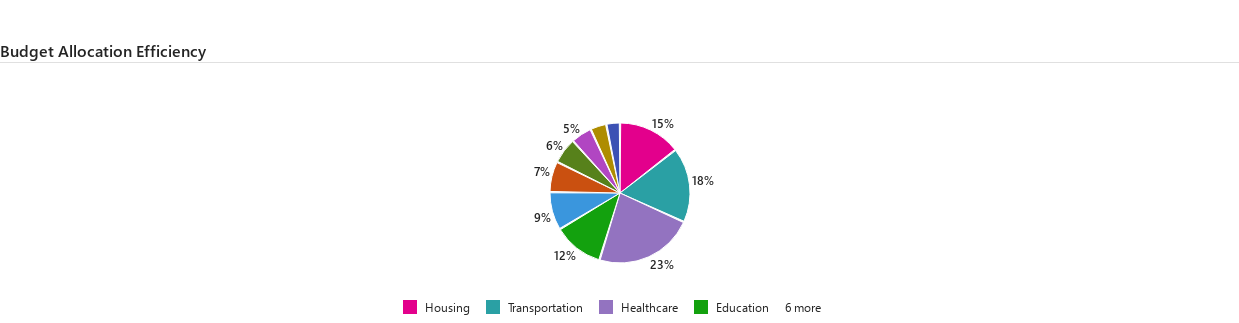 Budget Allocation Efficiency
5%
15%
6%
7%
18%
9%
12%
23%
Housing
Transportation
Healthcare
Education
6 more